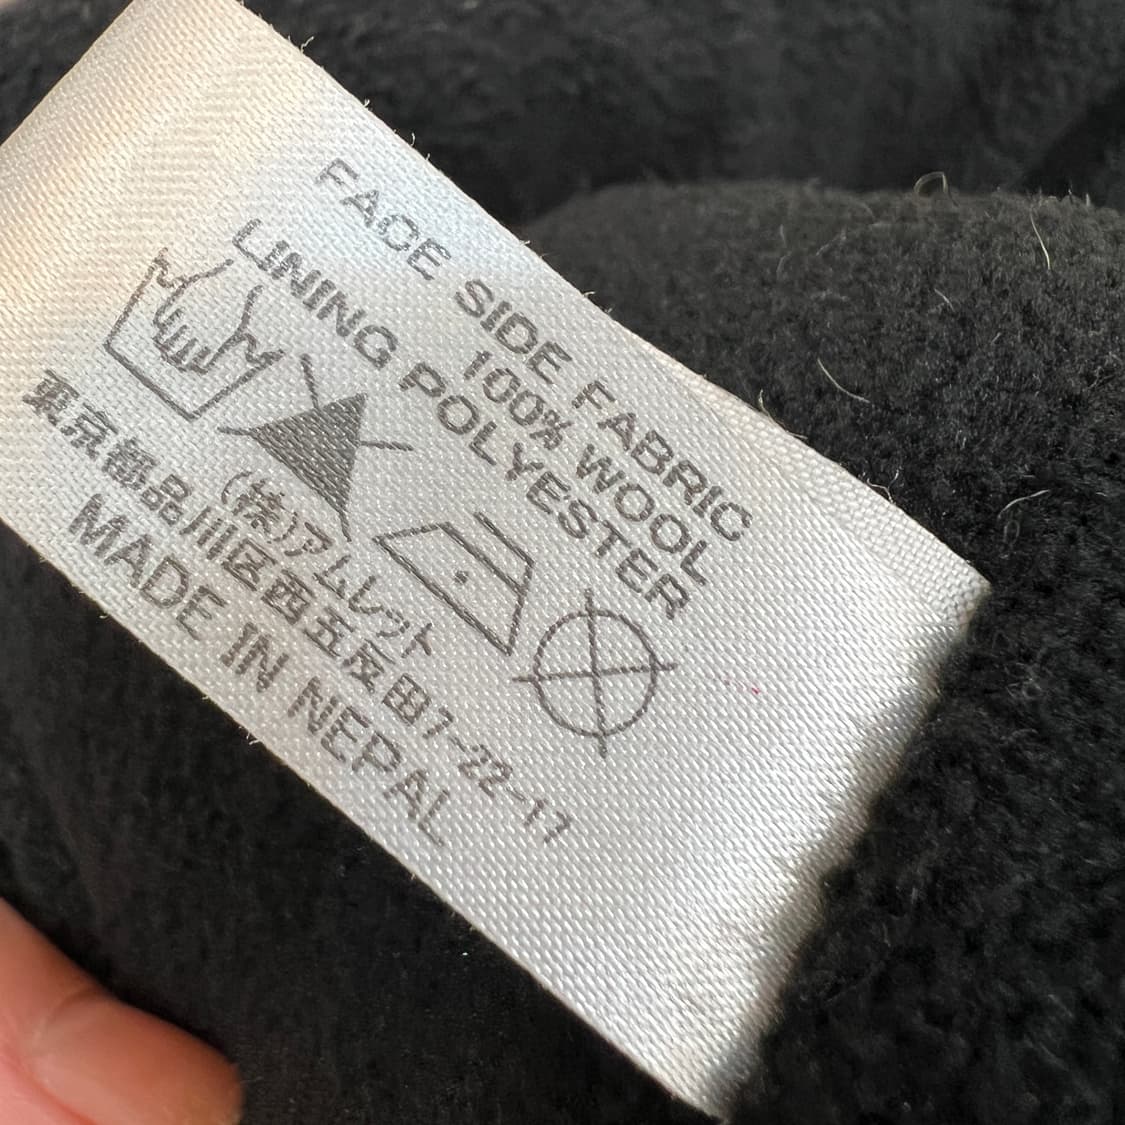 FACE SIDE FABRIC
100% WOOL
LINING POLYESTER
(株)アムレット
東京都品川区西五反田7-22-17
MADE IN NEPAL